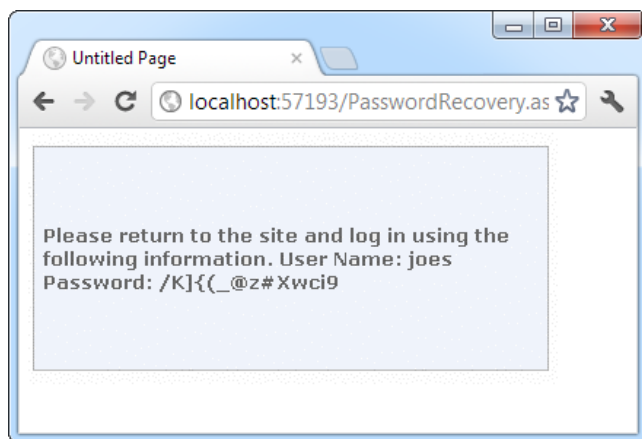 Untitled Page
localhost:57193/PasswordRecovery.as
Please return to the site and log in using the
following information. User Name: joes
Password: /K]{(_@z#Xwci9